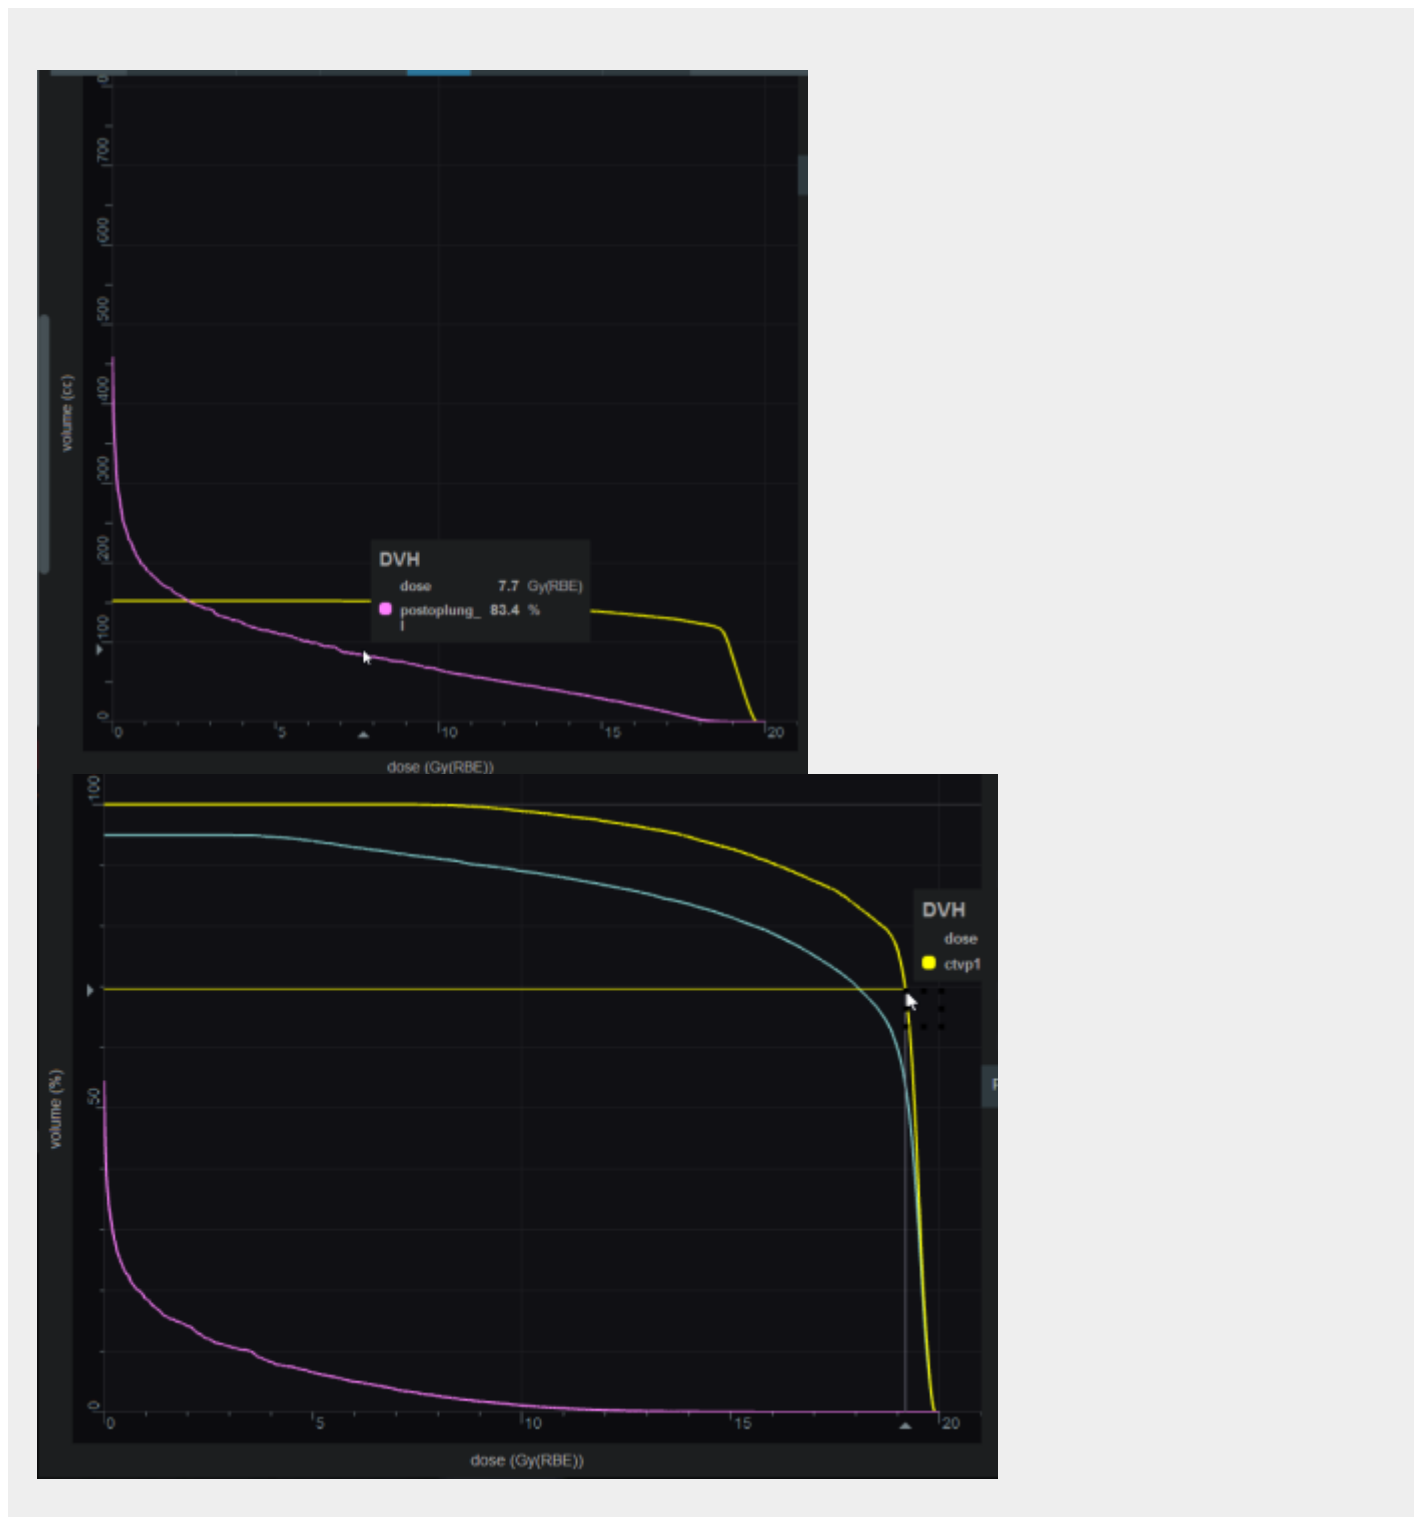 700
600
500
400
300
200
100
0
volume (cc)
DVH
dose 7.7 Gy(RBE)
postoplung_ 83.4 %
l
0 5 10 15 20
dose (Gy(RBE))
100
50
0
volume (%)
DVH
dose
ctvp1
0 5 10 15 20
dose (Gy(RBE))